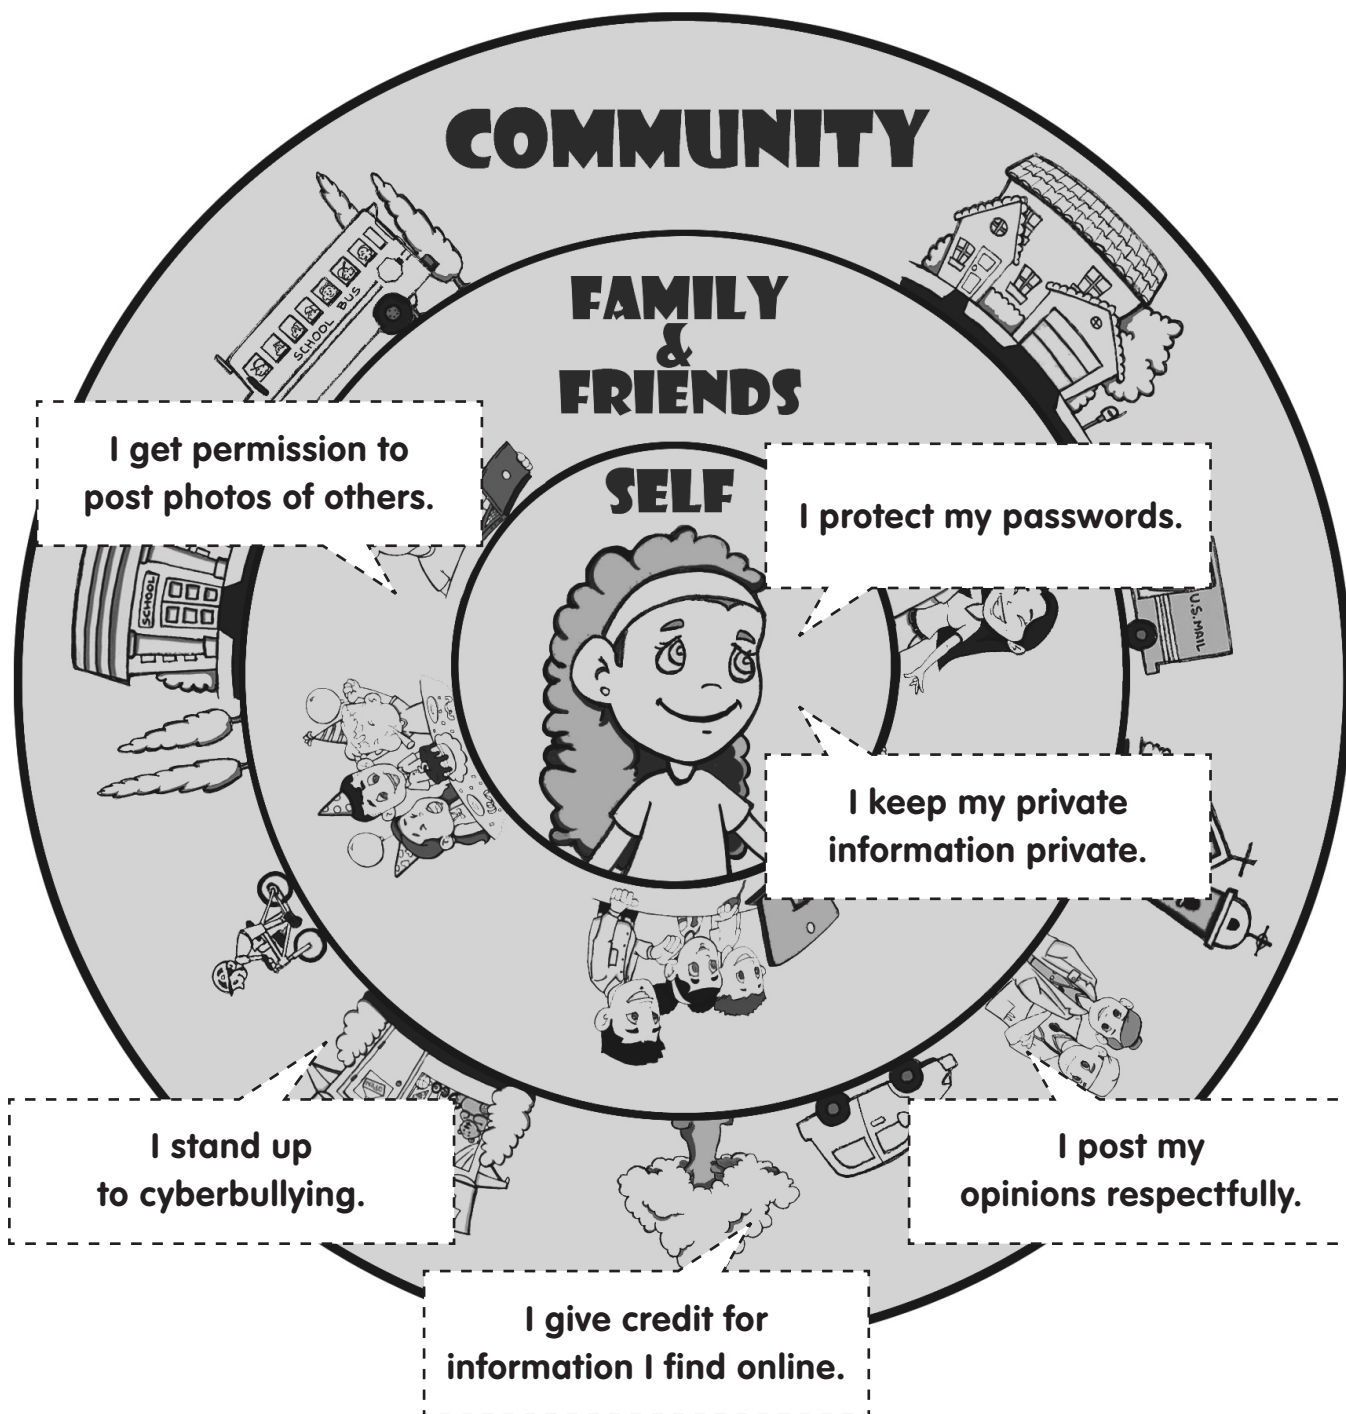 COMMUNITY
FAMILY
&
FRIENDS
SELF
SCHOOL BUS
I get permission to
post photos of others.
I protect my passwords.
SCHOOL
U.S. MAIL
I keep my private
information private.
I stand up
to cyberbullying.
I post my
opinions respectfully.
I give credit for
information I find online.